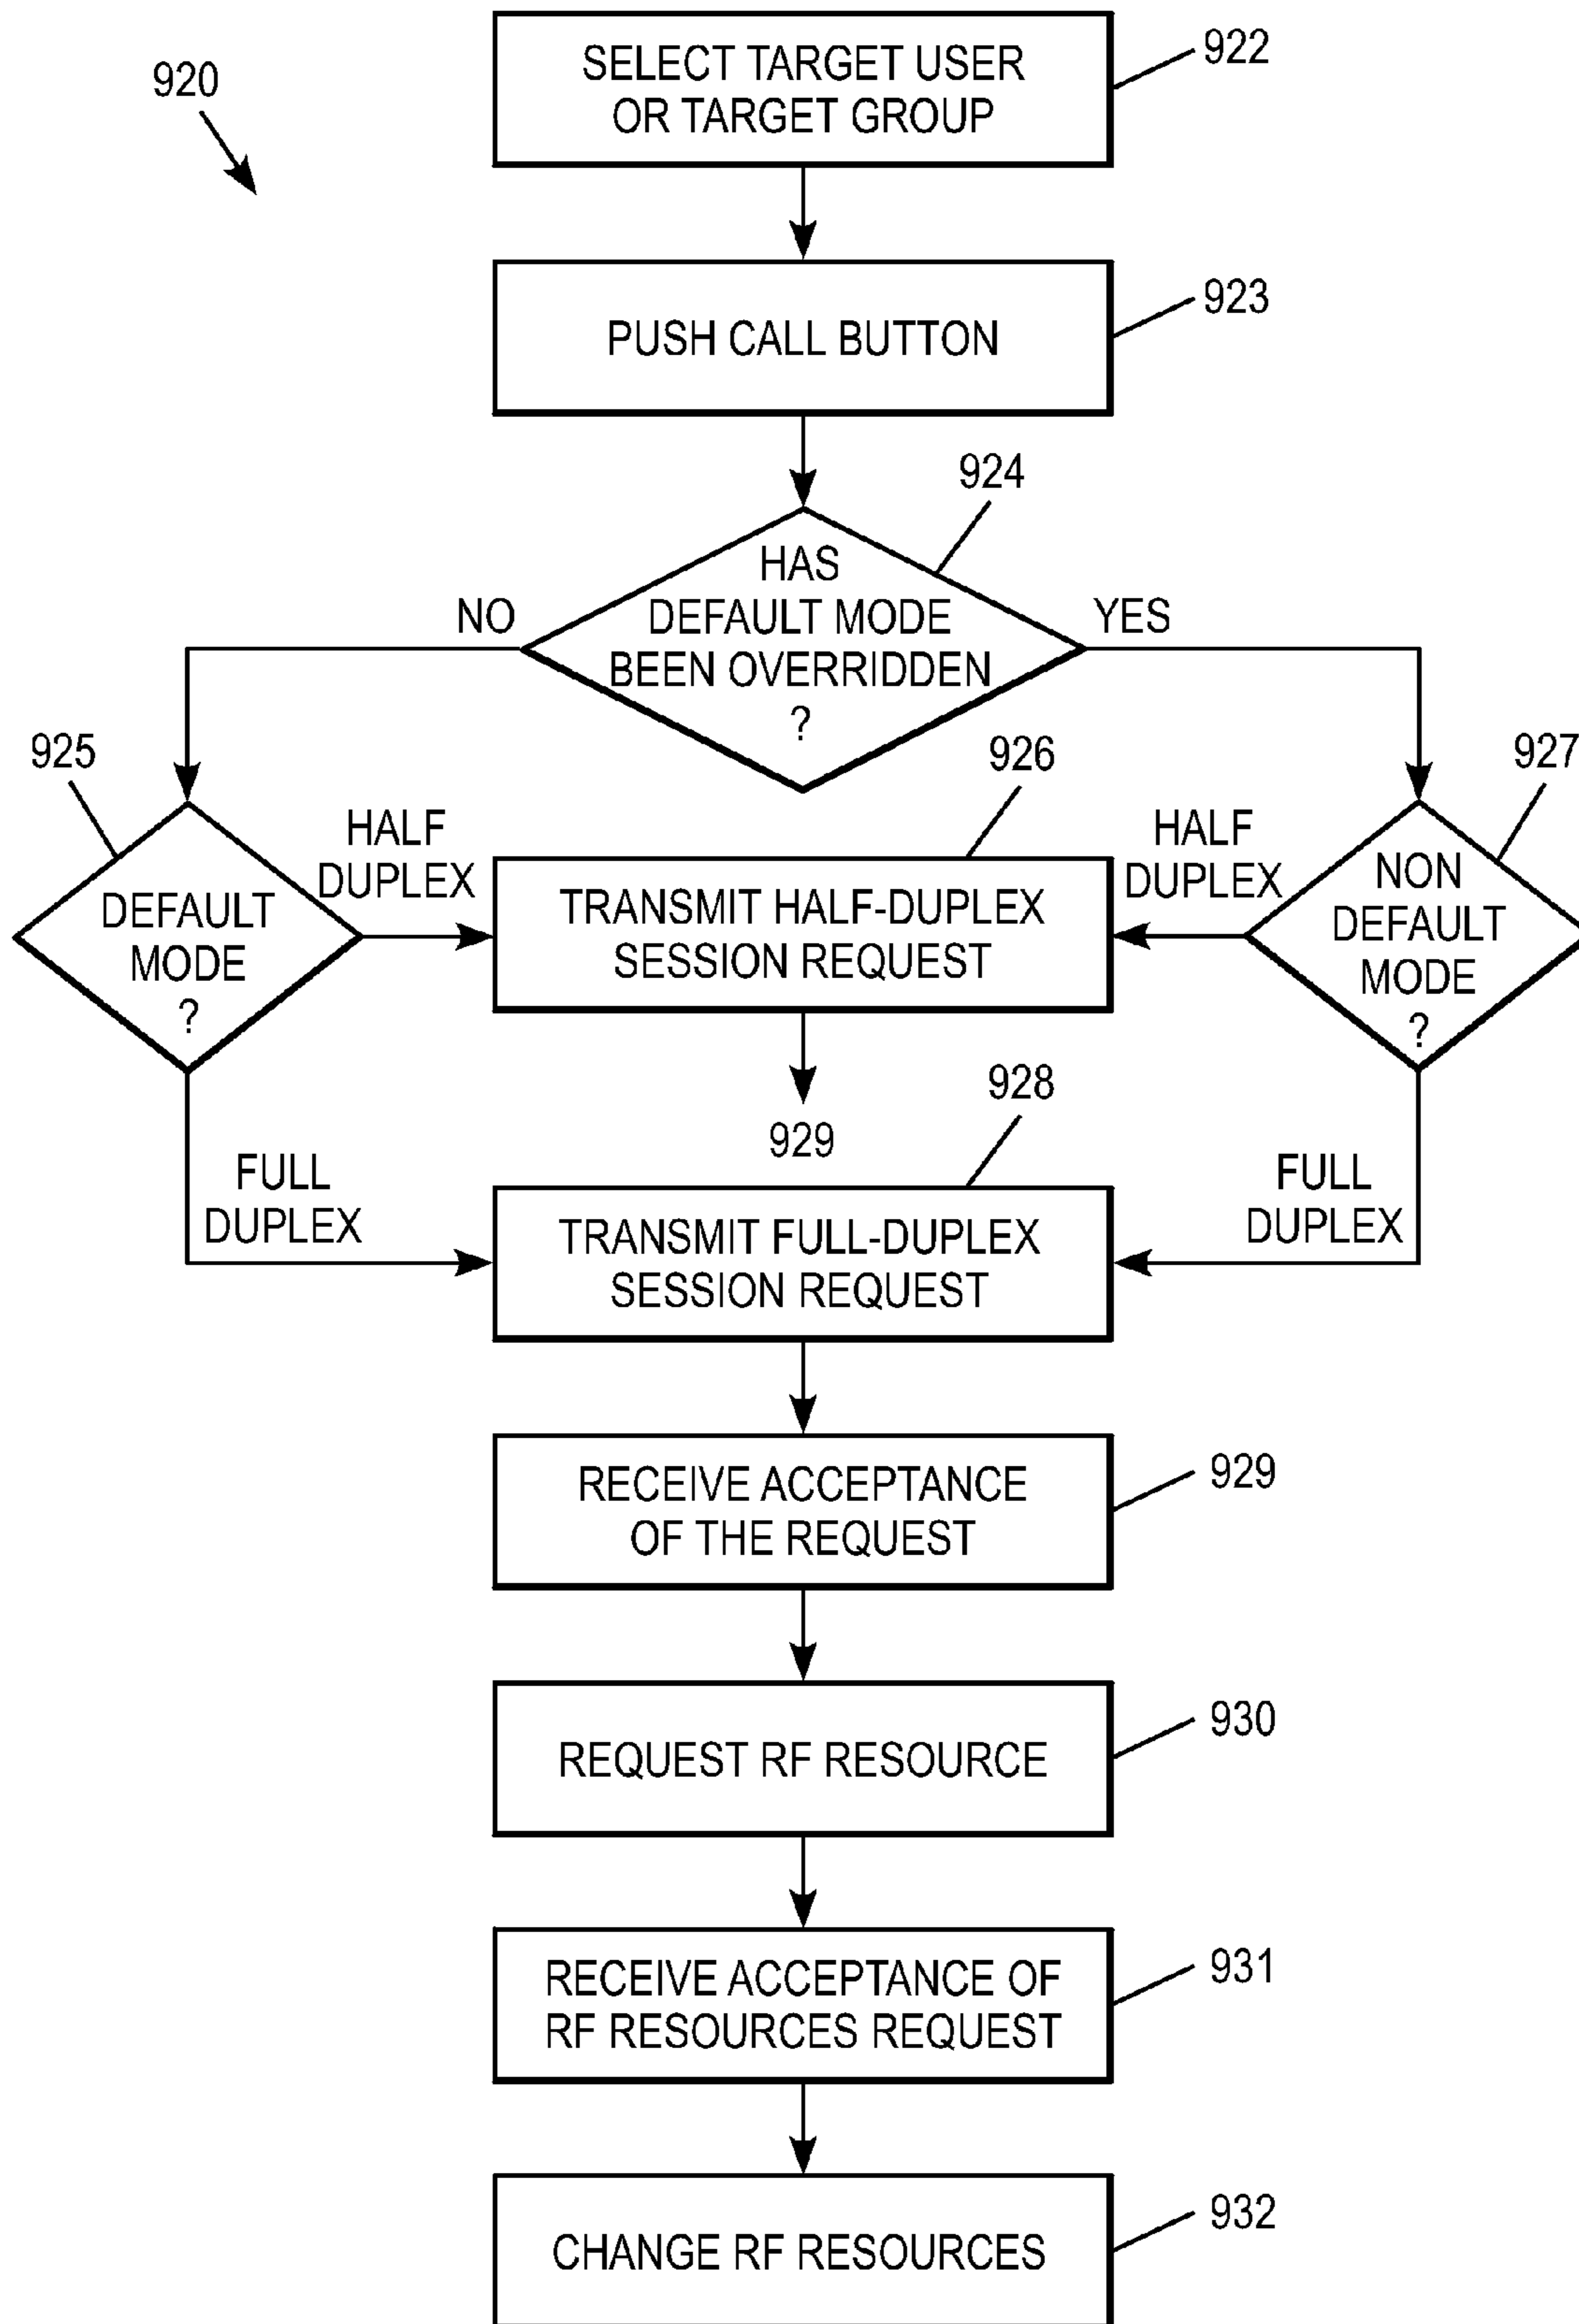 920
SELECT TARGET USER
OR TARGET GROUP
922
PUSH CALL BUTTON
923
924
HAS
DEFAULT MODE
BEEN OVERRIDDEN
?
NO
YES
925
926
927
DEFAULT
MODE
?
HALF
DUPLEX
TRANSMIT HALF-DUPLEX
SESSION REQUEST
HALF
DUPLEX
NON
DEFAULT
MODE
?
929
928
FULL
DUPLEX
TRANSMIT FULL-DUPLEX
SESSION REQUEST
FULL
DUPLEX
RECEIVE ACCEPTANCE
OF THE REQUEST
929
REQUEST RF RESOURCE
930
RECEIVE ACCEPTANCE OF
RF RESOURCES REQUEST
931
CHANGE RF RESOURCES
932